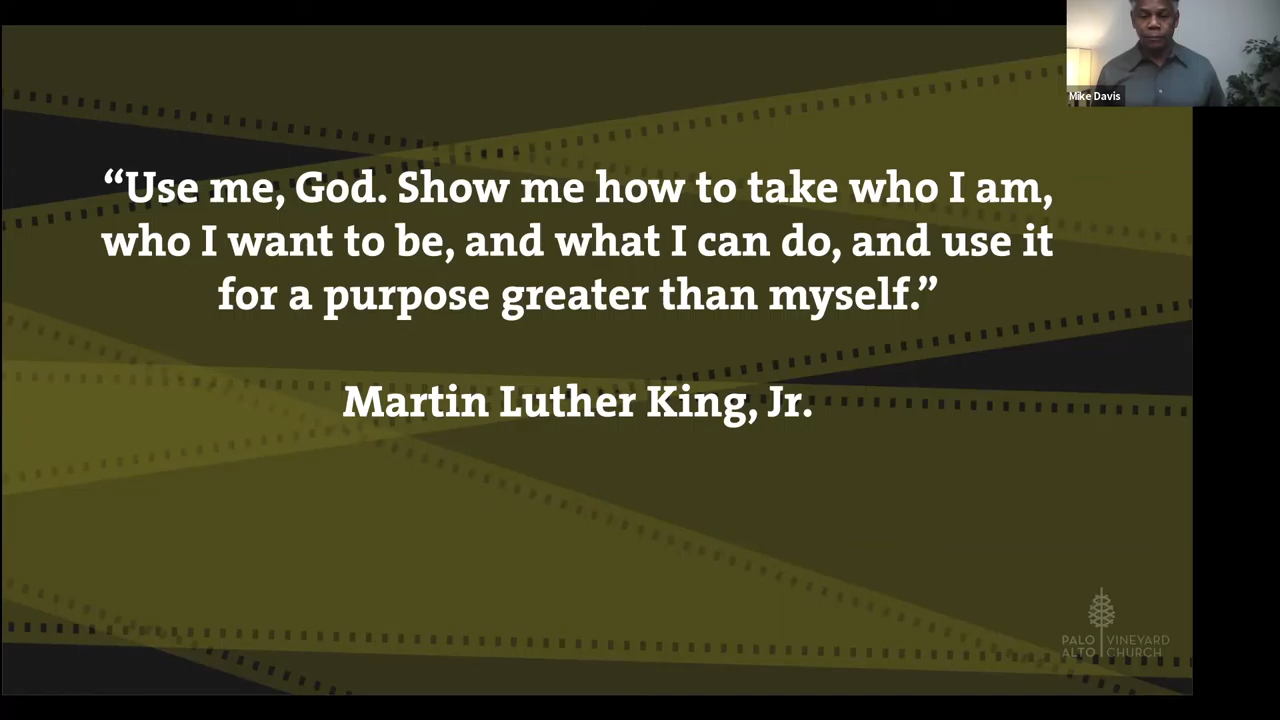 Mike Davis
“Use me, God. Show me how to take who I am,
who I want to be, and what I can do, and use it
for a purpose greater than myself.”
Martin Luther King, Jr.
PALO VINEYARD
ALTO CHURCH